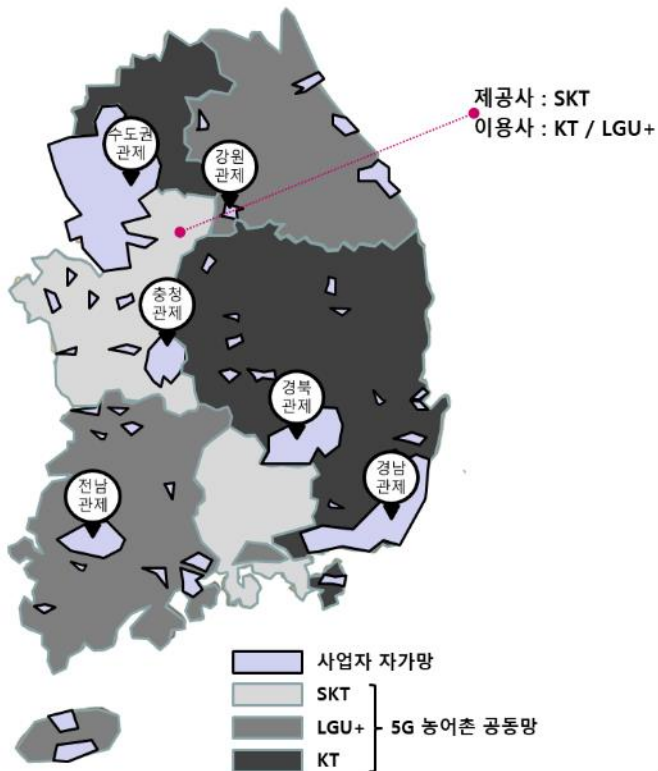 제공사 : SKT
이용사 : KT / LGU+
수도권
관제
강원
관제
충청
관제
경북
관제
전남
관제
경남
관제
사업자 자가망
SKT
LGU+
5G 농어촌 공동망
KT